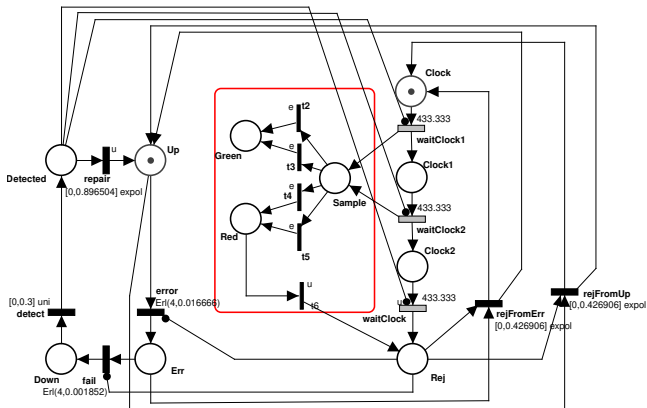 Clock
433.333
waitClock1
Clock1
433.333
waitClock2
Clock2
433.333
u
waitClock
Rej
e
t2
Green
e
t3
e
t4
Sample
Red
e
t5
u
t6
Detected
u
repair
[0,0.896504] expol
Up
[0,0.3] uni
detect
error
Erl(4,0.016666)
Down
fail
Erl(4,0.001852)
Err
rejFromErr
[0,0.426906] expol
rejFromUp
[0,0.426906] expol